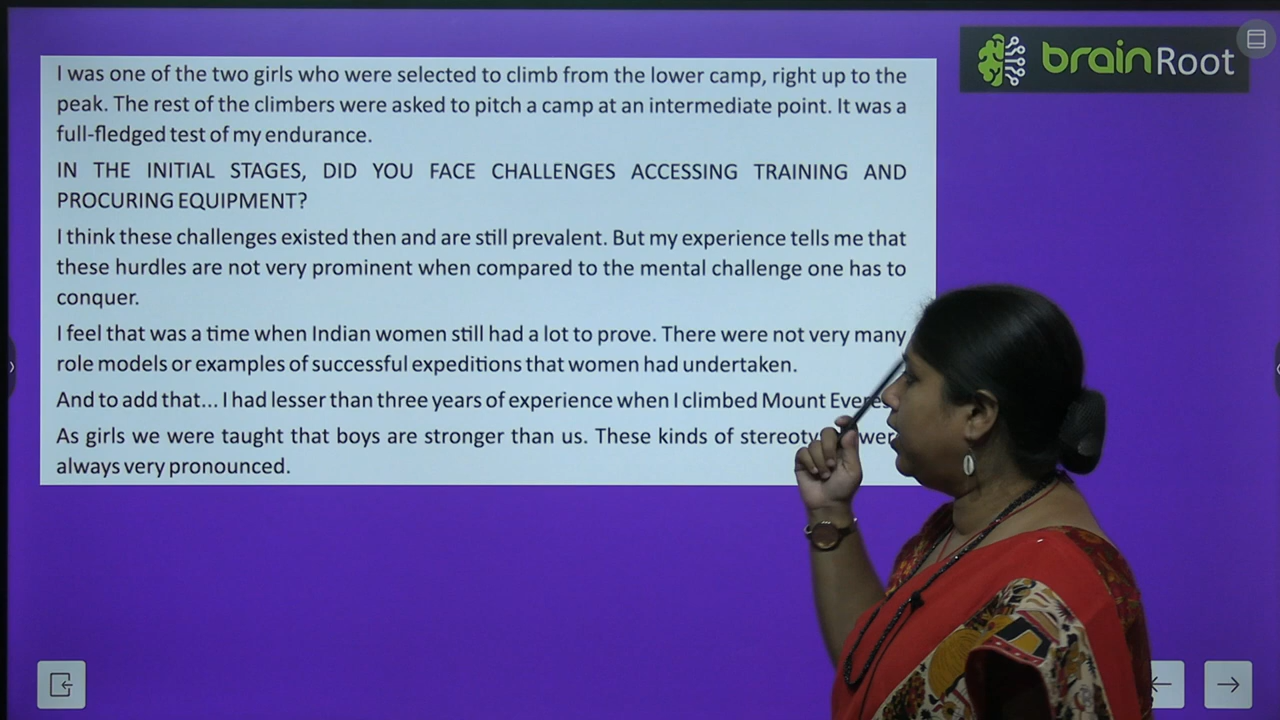 brainRoot
I was one of the two girls who were selected to climb from the lower camp, right up to the
peak. The rest of the climbers were asked to pitch a camp at an intermediate point. It was a
full-fledged test of my endurance.
IN THE INITIAL STAGES, DID YOU FACE CHALLENGES ACCESSING TRAINING AND
PROCURING EQUIPMENT?
I think these challenges existed then and are still prevalent. But my experience tells me that
these hurdles are not very prominent when compared to the mental challenge one has to
conquer.
I feel that was a time when Indian women still had a lot to prove. There were not very many
role models or examples of successful expeditions that women had undertaken.
And to add that... I had lesser than three years of experience when I climbed Mount
As girls we were taught that boys are stronger than us. These kinds of
always very pronounced.